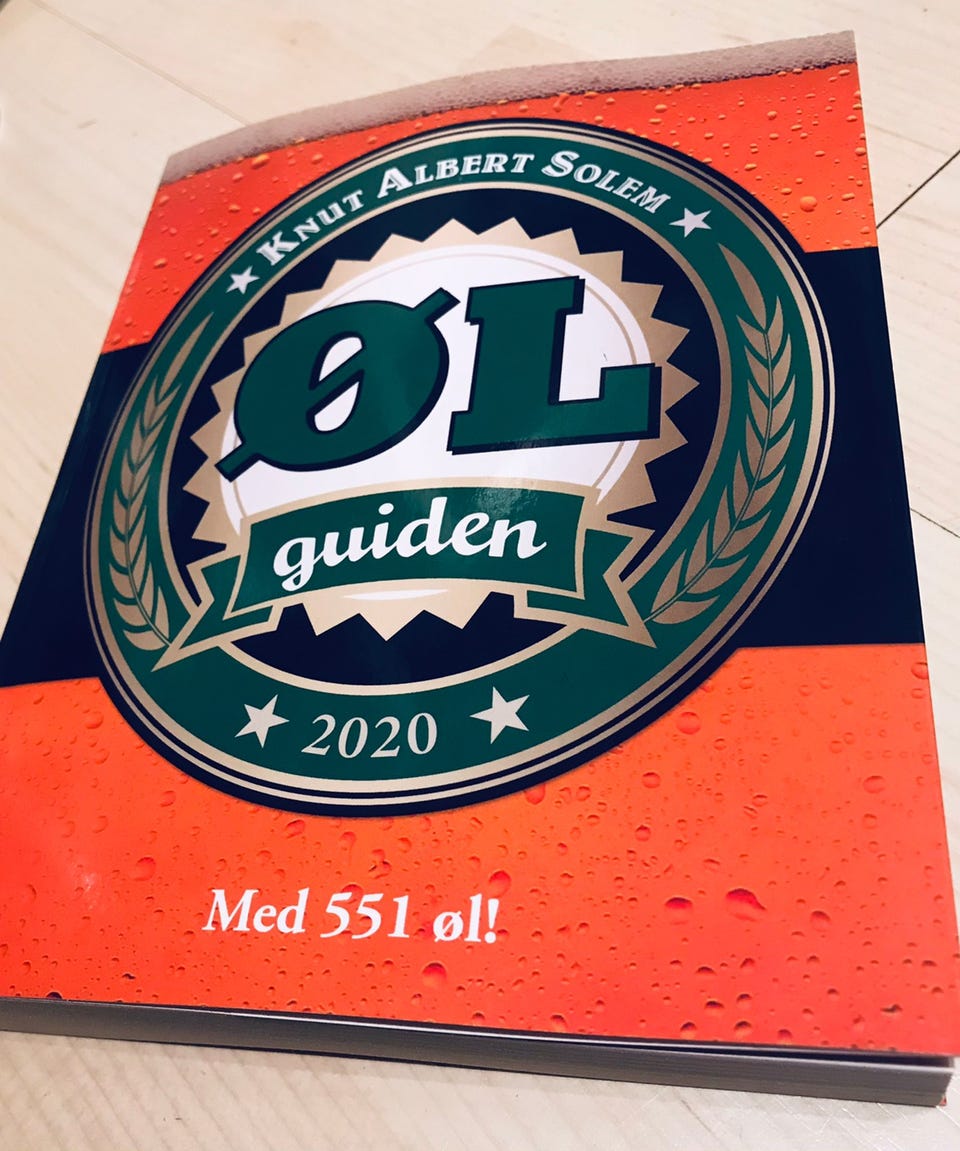 KNUT ALBERT SOLEM
ØL
guiden
2020
Med 551 øl!